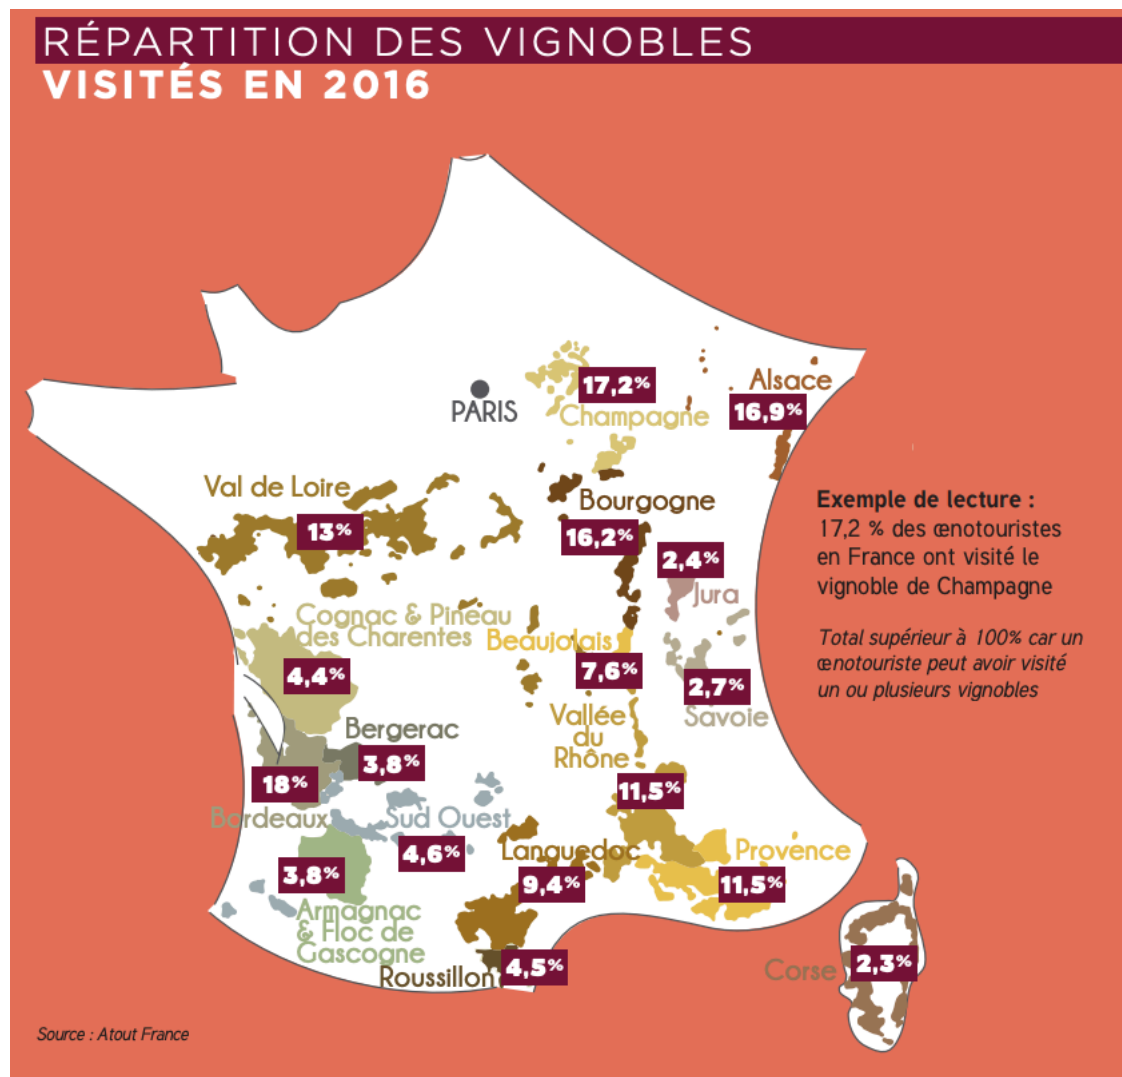 RÉPARTITION DES VIGNOBLES
VISITÉS EN 2016
Alsace
16,9%
17,2%
Champagne
PARIS
Val de Loire
13%
Bourgogne
16,2%
Exemple de lecture :
17,2 % des œnotouristes
en France ont visité le
vignoble de Champagne
Total supérieur à 100% car un
œnotouriste peut avoir visité
un ou plusieurs vignobles
2,4%
Jura
Cognac & Pineau
des Charentes
4,4%
Beaujolais
7,6%
2,7%
Savoie
Bergerac
3,8%
Vallée
du
Rhône
11,5%
18%
Bordeaux
Sud Ouest
4,6%
Languedoc
9,4%
Provence
11,5%
3,8%
Armagnac
& Floc de
Gascogne
Roussillon
4,5%
Corse
2,3%
Source : Atout France